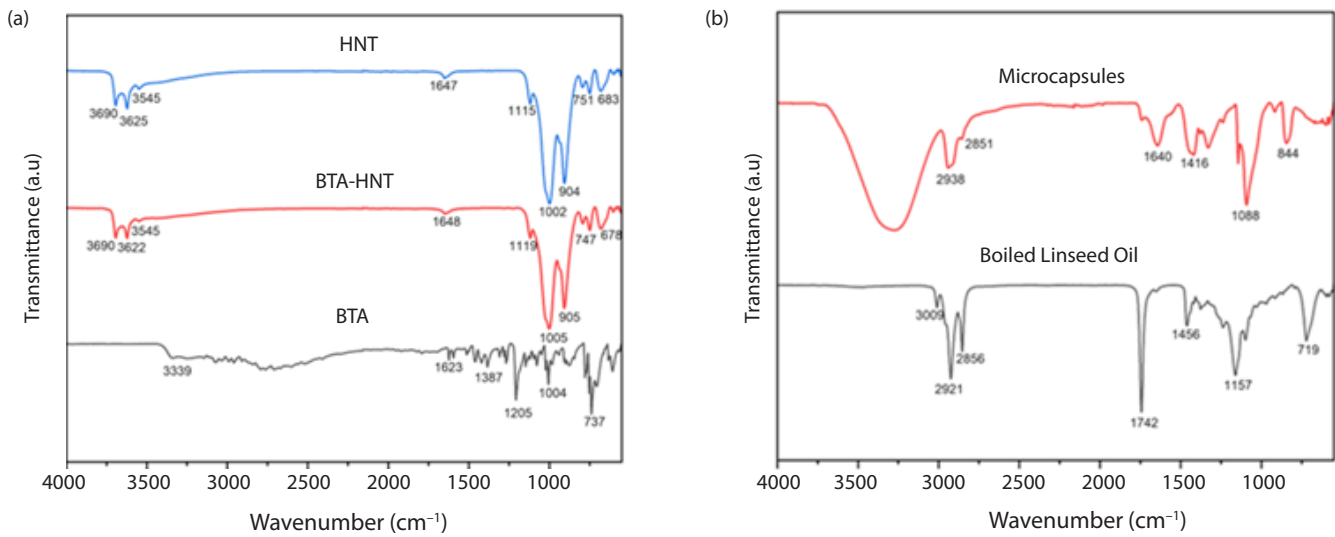 (a)
HNT
3690
3625
3545
1647
1115
1002
904
751
683
BTA-HNT
3690
3622
3545
1648
1119
1005
905
747
678
BTA
3339
1623
1387
1205
1004
737
Transmittance (a.u)
4000 3500 3000 2500 2000 1500 1000
Wavenumber (cm⁻¹)
(b)
Microcapsules
2938
2851
1640
1416
1088
844
Boiled Linseed Oil
3009
2921
2856
1742
1456
1157
719
Transmittance (a.u)
4000 3500 3000 2500 2000 1500 1000
Wavenumber (cm⁻¹)